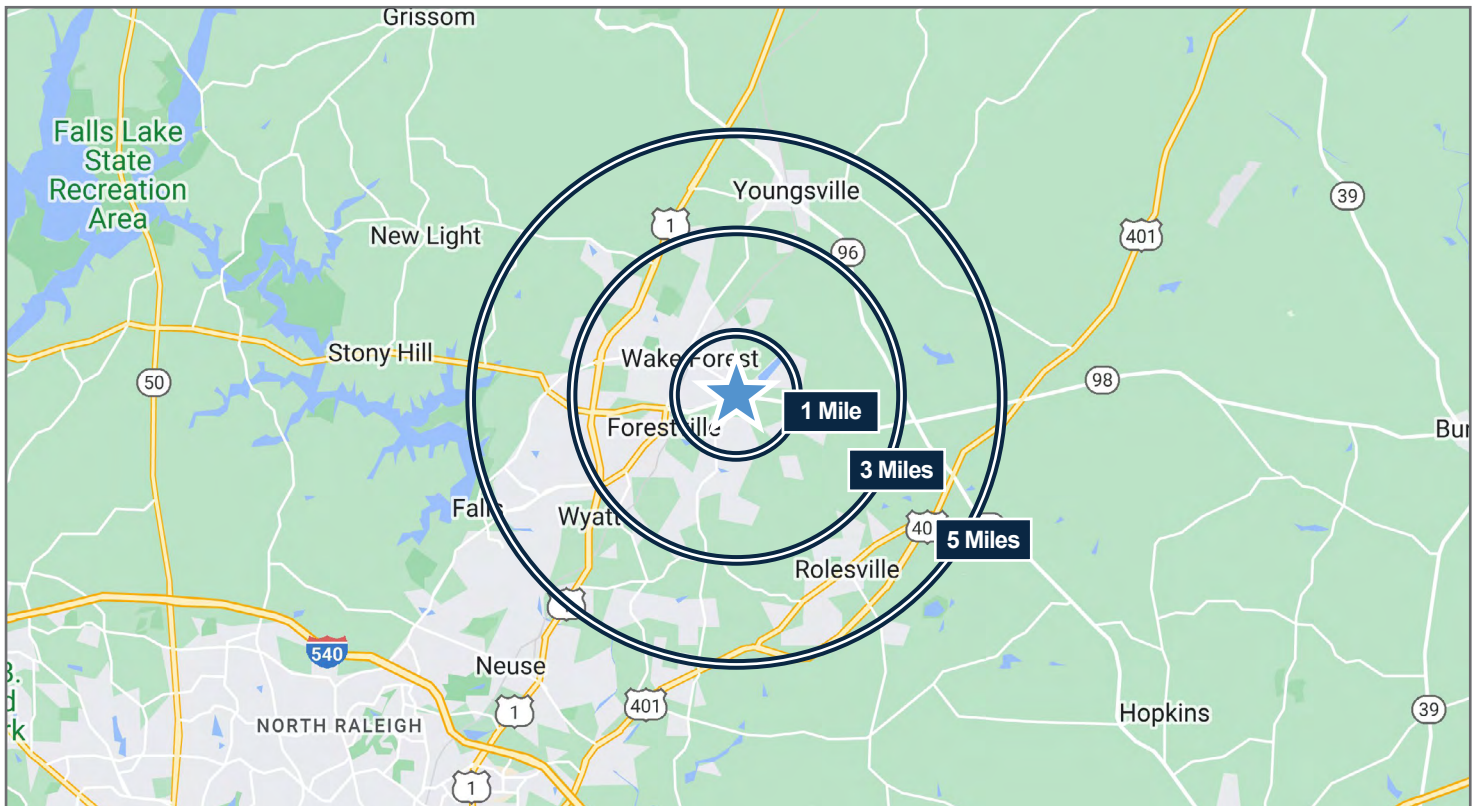 Grissom
Falls Lake
State
Recreation
Area
Youngsville
39
New Light
1
401
96
Stony Hill
Wake Forest
50
98
1 Mile
Forestville
3 Miles
Falls
Wyatt
40
5 Miles
Rolesville
540
Neuse
NORTH RALEIGH
1
401
Hopkins
39
1